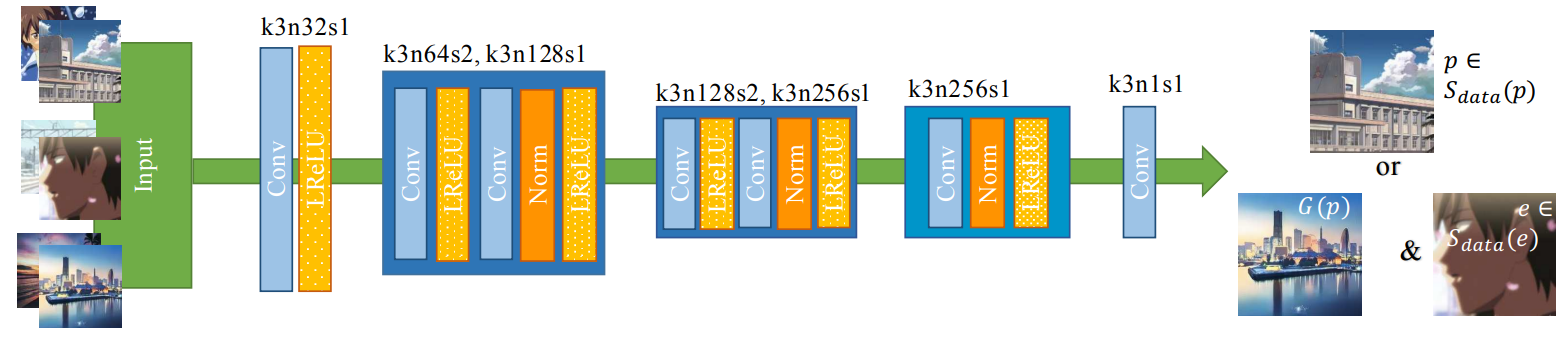 Input
k3n32s1
Conv
LReLU
k3n64s2, k3n128s1
Conv
LReLU
Conv
Norm
LReLU
k3n128s2, k3n256s1
Conv
LReLU
Conv
Norm
LReLU
k3n256s1
Conv
Norm
LReLU
k3n1s1
Conv
p ∈
S_data(p)
or
G(p)
&
e ∈
S_data(e)